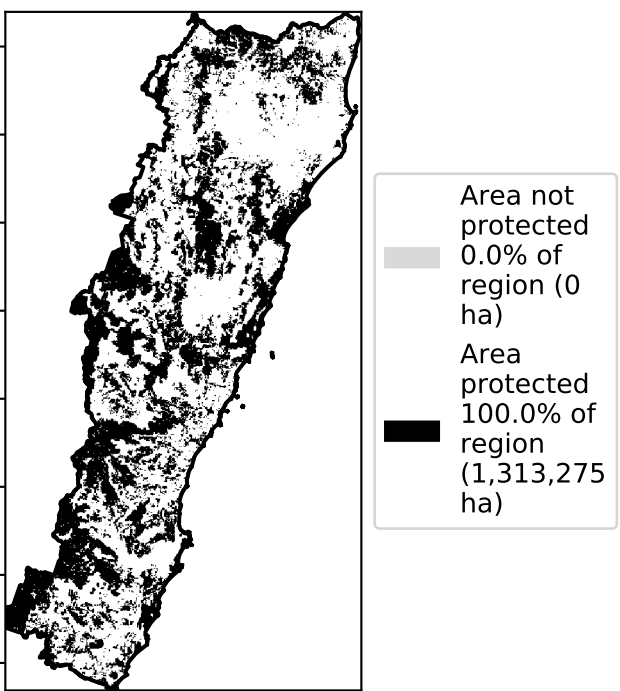 Area not
protected
0.0% of
region (0
ha)
Area
protected
100.0% of
region
(1,313,275
ha)